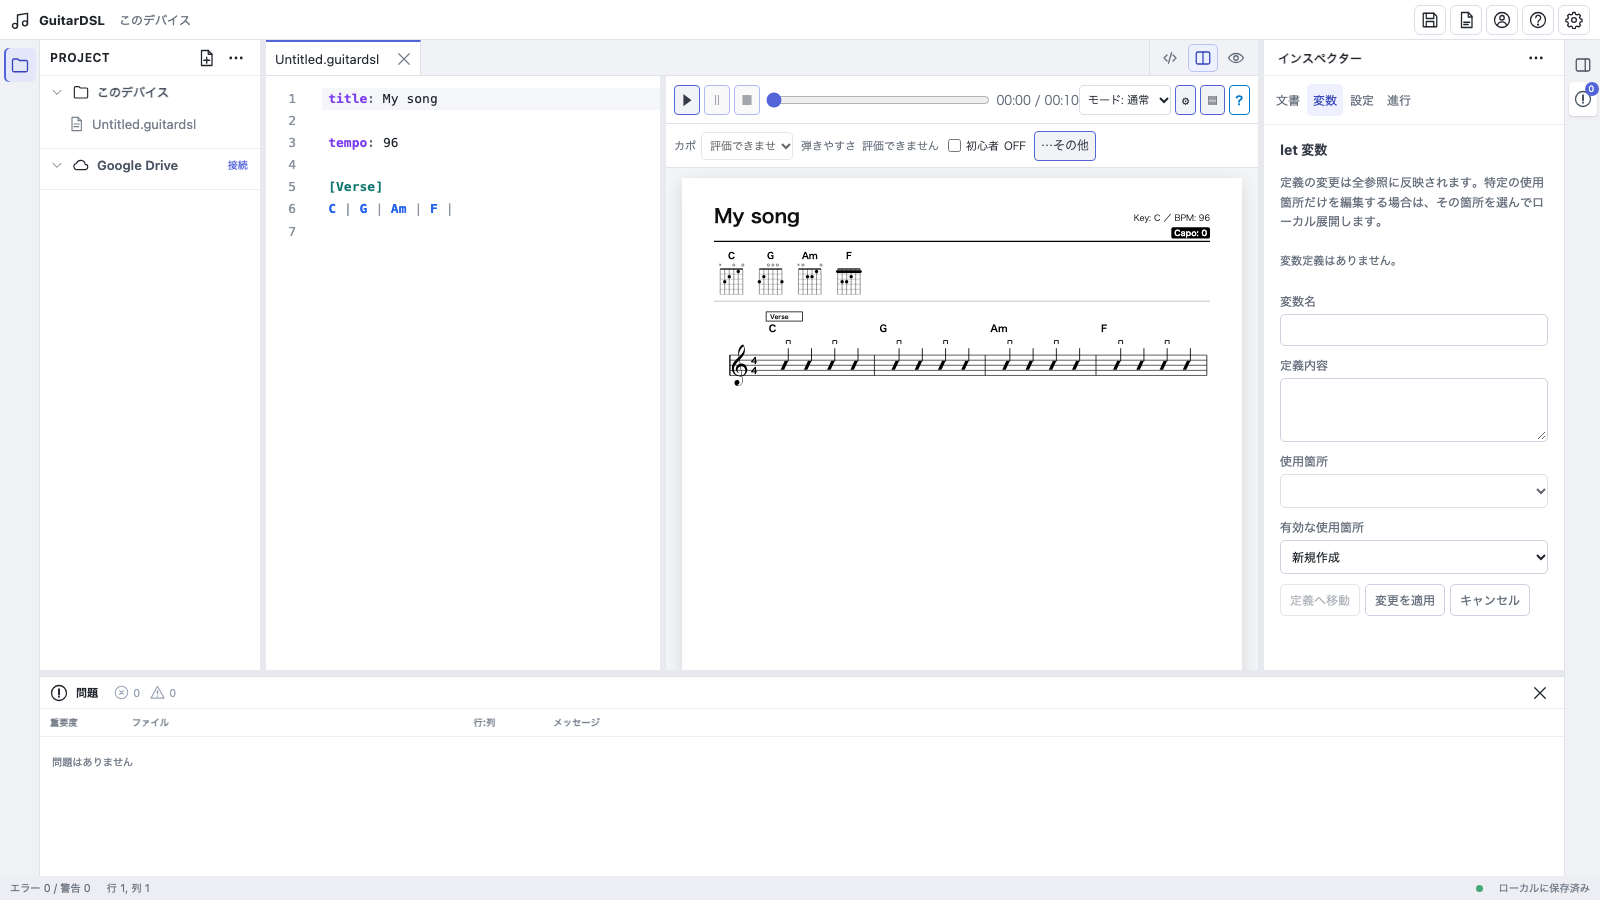 GuitarDSL このデバイス
PROJECT
このデバイス
Untitled.guitardsl
Google Drive 接続
Untitled.guitardsl
1 title: My song
2
3 tempo: 96
4
5 [Verse]
6 C | G | Am | F |
7
00:00 / 00:10 モード: 通常 ?
カポ 評価できませ 弾きやすさ 評価できません 初心者 OFF …その他
My song
Key: C / BPM: 96
Capo: 0
C G Am F
Verse
C G Am F
4
4
インスペクター
文書 変数 設定 進行
let 変数
定義の変更は全参照に反映されます。特定の使用
箇所だけを編集する場合は、その箇所を選んでロ
ーカル展開します。
変数定義はありません。
変数名
定義内容
使用箇所
有効な使用箇所
新規作成
定義へ移動 変更を適用 キャンセル
0
問題 0 0
重要度 ファイル 行:列 メッセージ
問題はありません
エラー 0 / 警告 0 行 1, 列 1 ローカルに保存済み